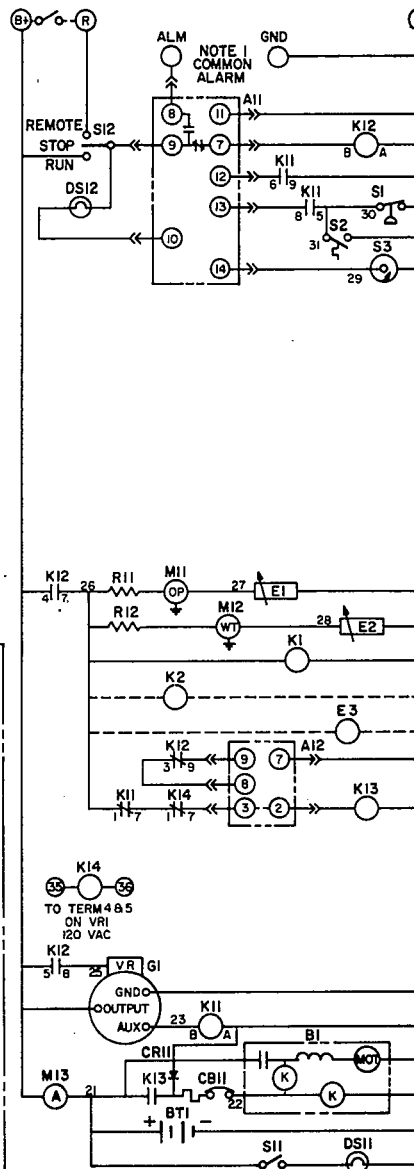 B+ R
ALM NOTE 1 GND
COMMON
ALARM
8 11 A11
REMOTE S12 K12
STOP 9 7 B A
RUN K11
12 6 9
DS12 K11 S1
13 8 5 30
S2
10 31 S3
14 29
K12 26 R11 M11 27 E1
4 7 OP
R12 M12 28 E2
WT
K1
K2
E3
K12 9 7 A12
3 9
8
K11 K14 K13
1 7 1 7 3 2
K14
35 36
TO TERM 4 & 5
ON VR1
120 VAC
K12
5 8 25 VR G1
GND
OUTPUT 23 K11
AUX B A
CR11 B1
M13 K13 CB11 K MOT
A 21 22 K
+ BT1 -
S11 DS11